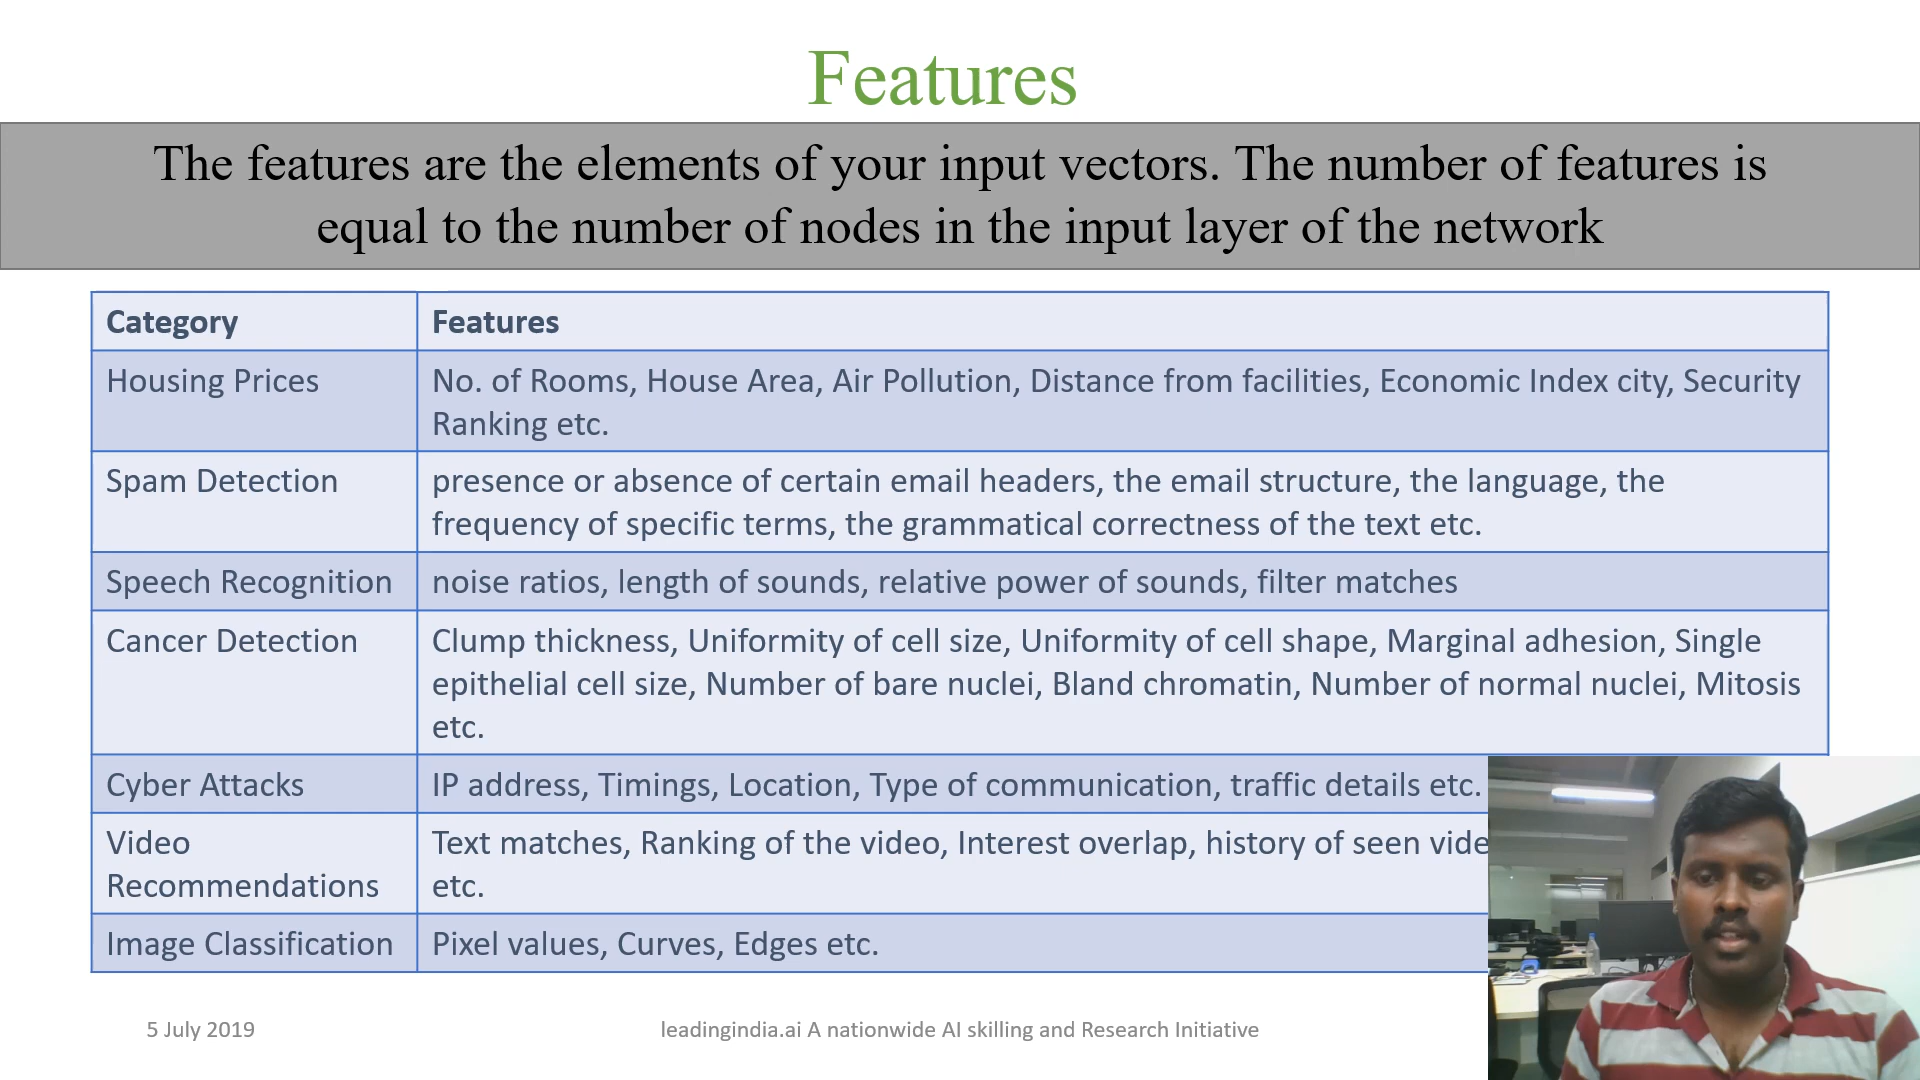 Features
The features are the elements of your input vectors. The number of features is
equal to the number of nodes in the input layer of the network
Category
Features
Housing Prices
No. of Rooms, House Area, Air Pollution, Distance from facilities, Economic Index city, Security
Ranking etc.
Spam Detection
presence or absence of certain email headers, the email structure, the language, the
frequency of specific terms, the grammatical correctness of the text etc.
Speech Recognition
noise ratios, length of sounds, relative power of sounds, filter matches
Cancer Detection
Clump thickness, Uniformity of cell size, Uniformity of cell shape, Marginal adhesion, Single
epithelial cell size, Number of bare nuclei, Bland chromatin, Number of normal nuclei, Mitosis
etc.
Cyber Attacks
IP address, Timings, Location, Type of communication, traffic details etc.
Video
Recommendations
Text matches, Ranking of the video, Interest overlap, history of seen
etc.
Image Classification
Pixel values, Curves, Edges etc.
5 July 2019
leadingindia.ai A nationwide AI skilling and Research Initiative